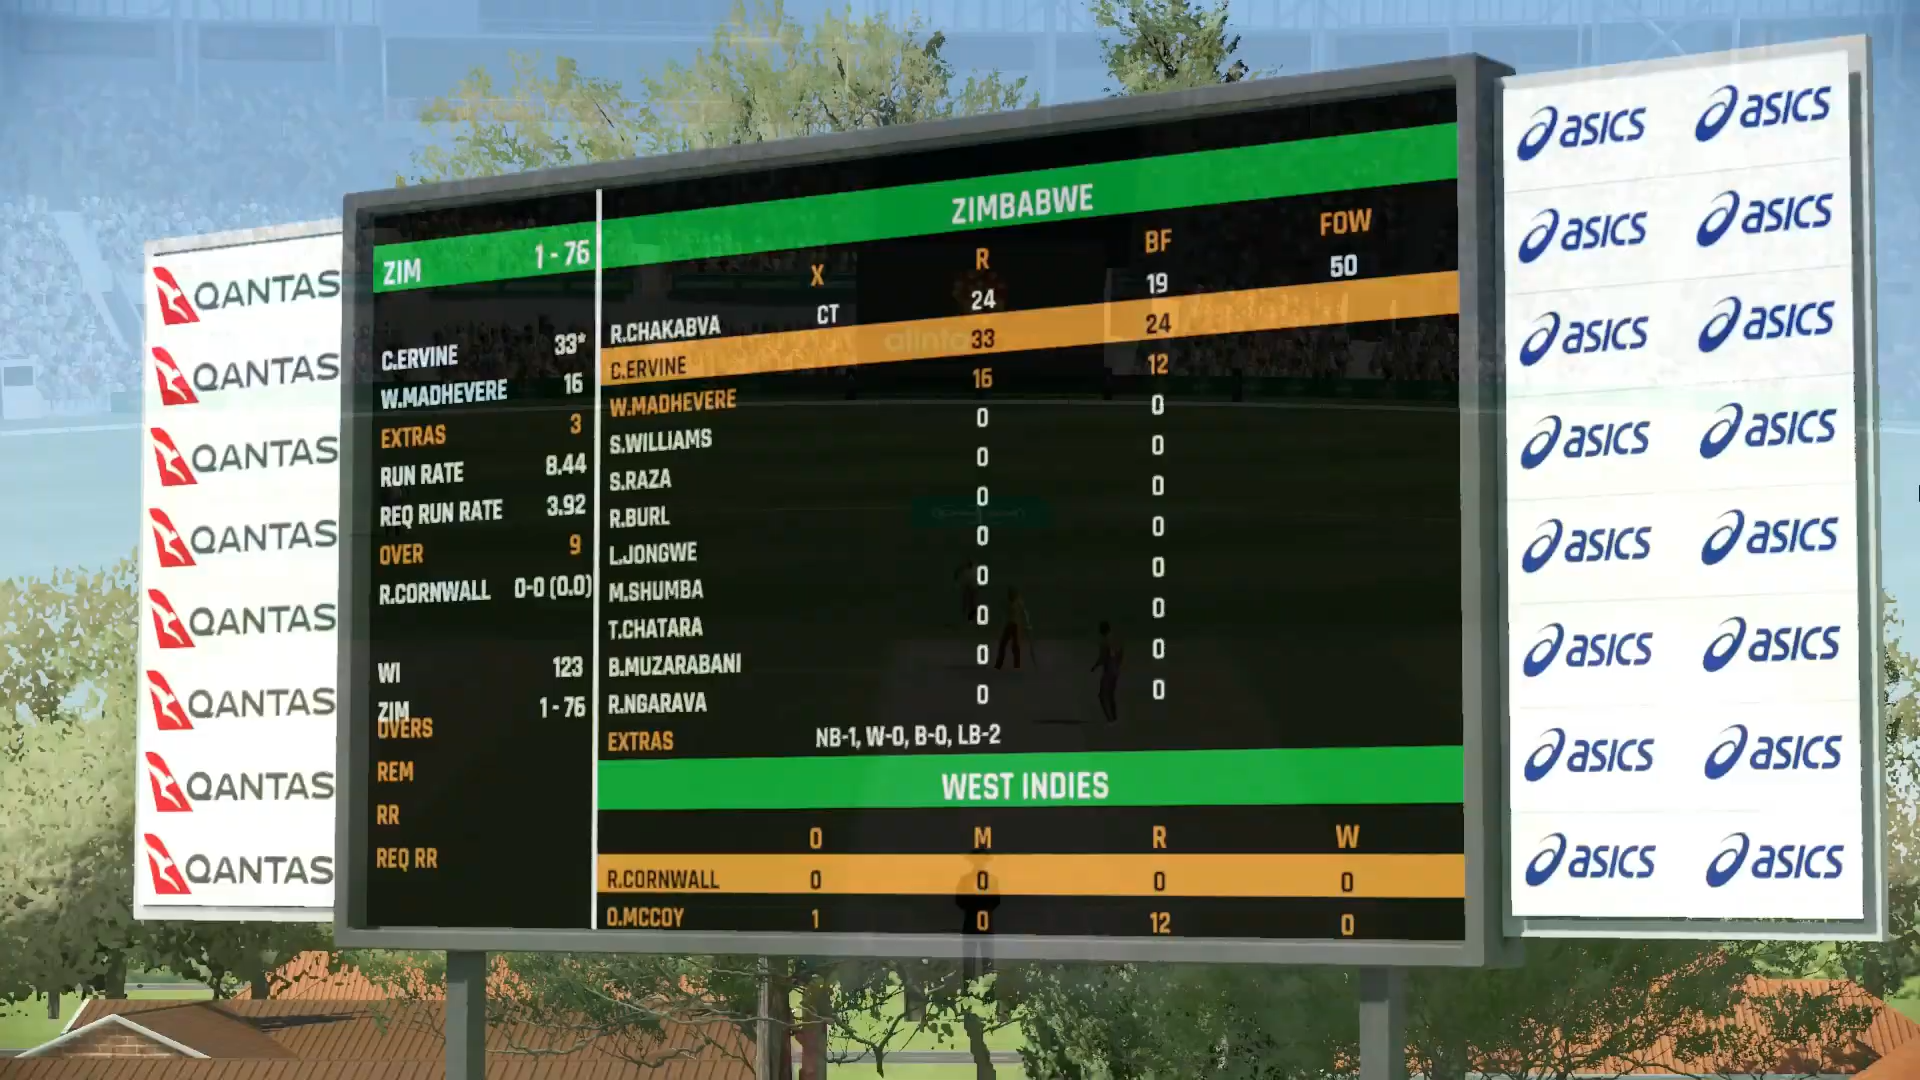 QANTAS
QANTAS
QANTAS
QANTAS
QANTAS
QANTAS
QANTAS
QANTAS
ZIM 1 - 76
C.ERVINE 33*
W.MADHEVERE 16
EXTRAS 3
RUN RATE 8.44
REQ RUN RATE 3.92
OVER 9
R.CORNWALL 0-0 (0.0)
WI 123
ZIM 1 - 76
OVERS
REM
RR
REQ RR
ZIMBABWE
X R BF FOW
R.CHAKABVA CT 24 19 50
C.ERVINE 33 24
W.MADHEVERE 16 12
S.WILLIAMS 0 0
S.RAZA 0 0
R.BURL 0 0
L.JONGWE 0 0
M.SHUMBA 0 0
T.CHATARA 0 0
B.MUZARABANI 0 0
R.NGARAVA 0 0
EXTRAS NB-1, W-0, B-0, LB-2
WEST INDIES
O M R W
R.CORNWALL 0 0 0 0
O.MCCOY 1 0 12 0
asics asics
asics asics
asics asics
asics asics
asics asics
asics asics
asics asics
asics asics